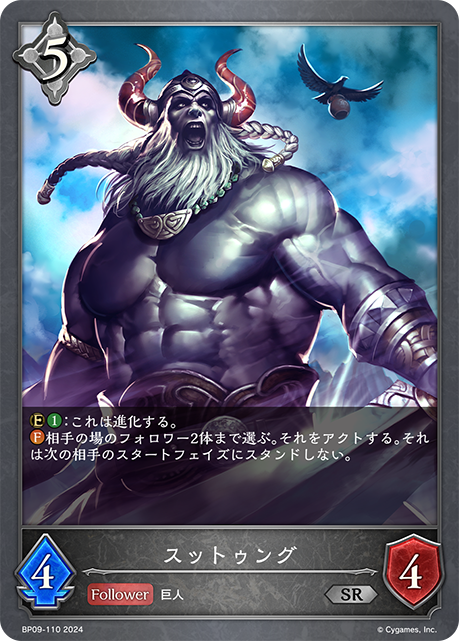 5
E 1:これは進化する。
F 相手の場のフォロワー2体まで選ぶ。それをアクトする。それ
は次の相手のスタートフェイズにスタンドしない。
スットゥング
4
Follower 巨人
SR
4
BP09-110 2024
© Cygames, Inc.